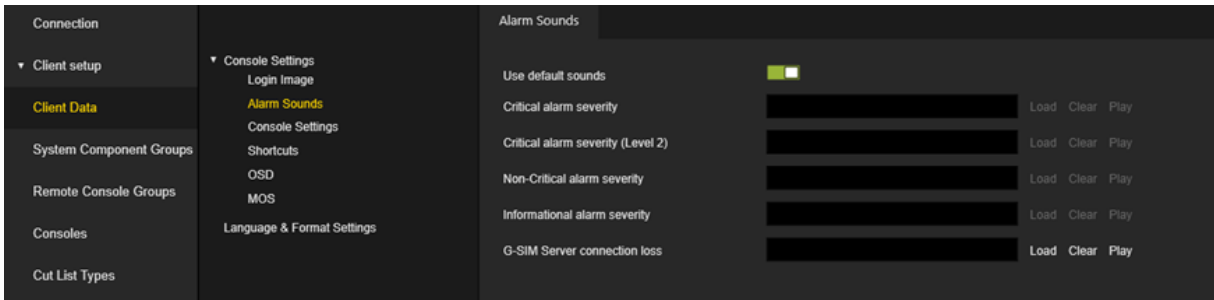 Connection
Client setup
Client Data
System Component Groups
Remote Console Groups
Consoles
Cut List Types
Console Settings
Login Image
Alarm Sounds
Console Settings
Shortcuts
OSD
MOS
Language & Format Settings
Alarm Sounds
Use default sounds
Critical alarm severity Load Clear Play
Critical alarm severity (Level 2) Load Clear Play
Non-Critical alarm severity Load Clear Play
Informational alarm severity Load Clear Play
G-SIM Server connection loss Load Clear Play